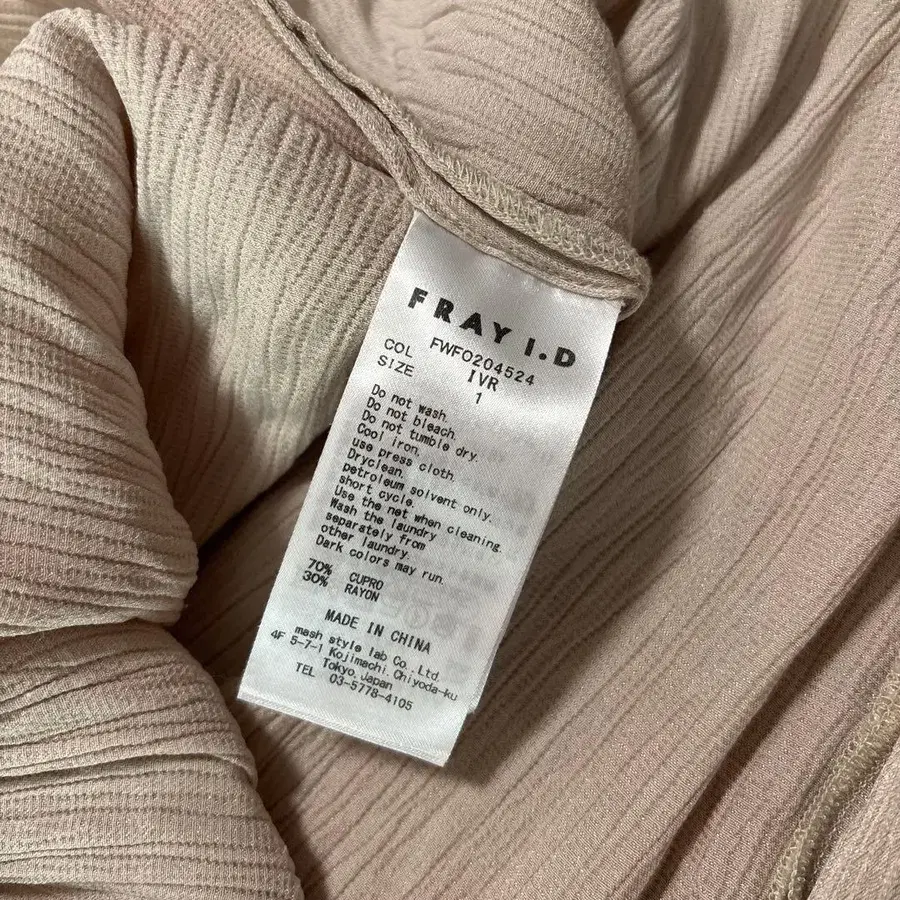 FRAY I.D
FWFO204524
COL IVR
SIZE 1
Do not wash.
Do not bleach.
Do not tumble dry.
Cool iron.
use press cloth.
Dryclean.
petroleum solvent only.
short cycle.
Use the net when cleaning.
Wash the laundry
separately from
other laundry.
Dark colors may run.
70% CUPRO
30% RAYON
MADE IN CHINA
mash style lab Co.,Ltd.
4F 5-7-1 Kojimachi.Chiyoda-ku
Tokyo.Japan
TEL 03-5778-4105